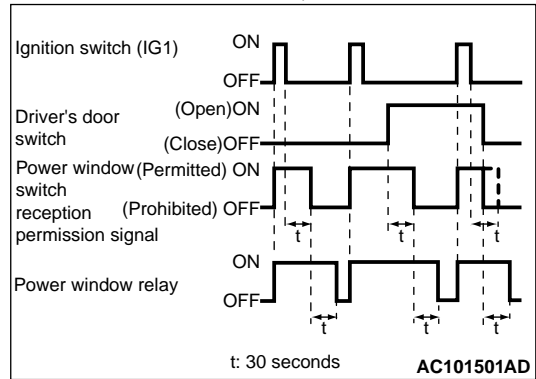 Ignition switch (IG1)
ON
OFF
Driver's door
switch
(Open)ON
(Close)OFF
Power window
switch
reception
permission signal
(Permitted) ON
(Prohibited) OFF
t
t
t
Power window relay
ON
OFF
t
t
t
t: 30 seconds
AC101501AD